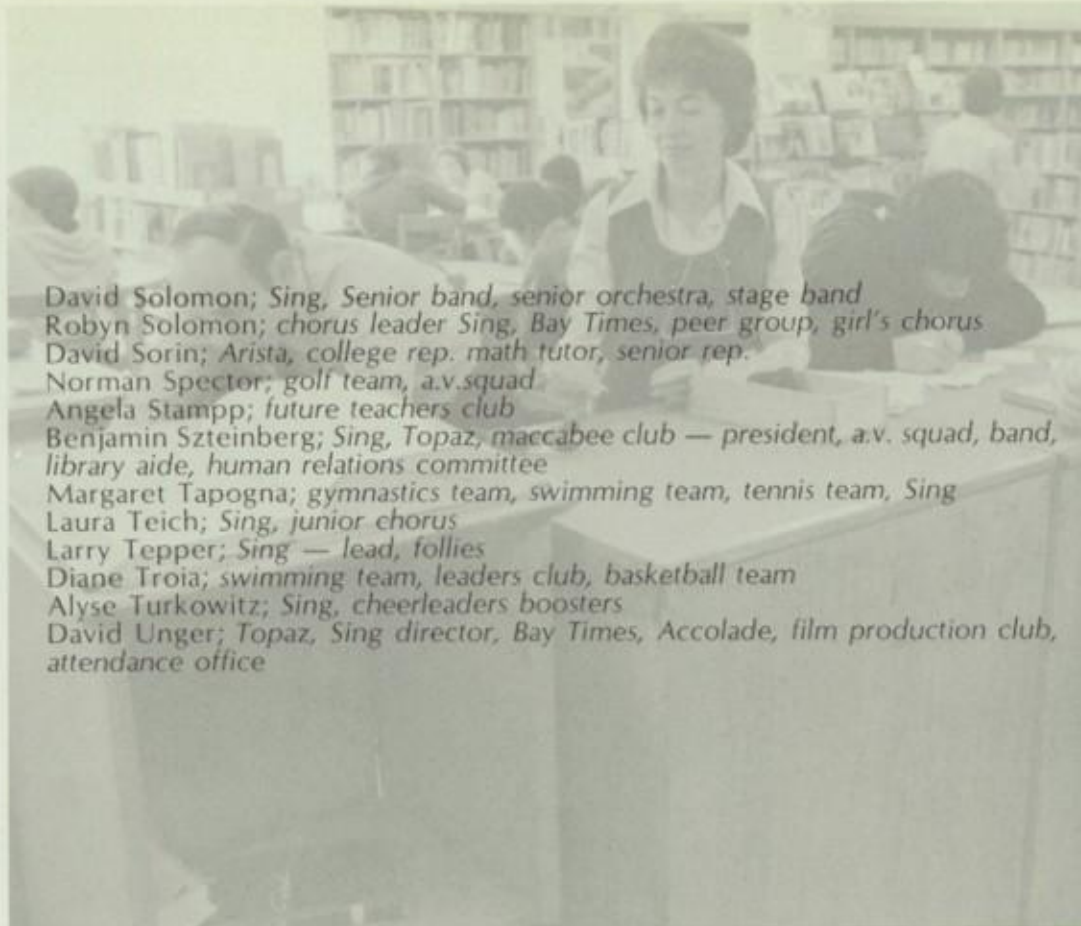 David Solomon; Sing, Senior band, senior orchestra, stage band
Robyn Solomon; chorus leader Sing, Bay Times, peer group, girl's chorus
David Sorin; Arista, college rep. math tutor, senior rep.
Norman Spector; golf team, a.v.squad
Angela Stampp; future teachers club
Benjamin Szteinberg; Sing, Topaz, maccabee club — president, a.v. squad, band,
library aide, human relations committee
Margaret Tapogna; gymnastics team, swimming team, tennis team, Sing
Laura Teich; Sing, junior chorus
Larry Tepper; Sing — lead, follies
Diane Troia; swimming team, leaders club, basketball team
Alyse Turkowitz; Sing, cheerleaders boosters
David Unger; Topaz, Sing director, Bay Times, Accolade, film production club,
attendance office